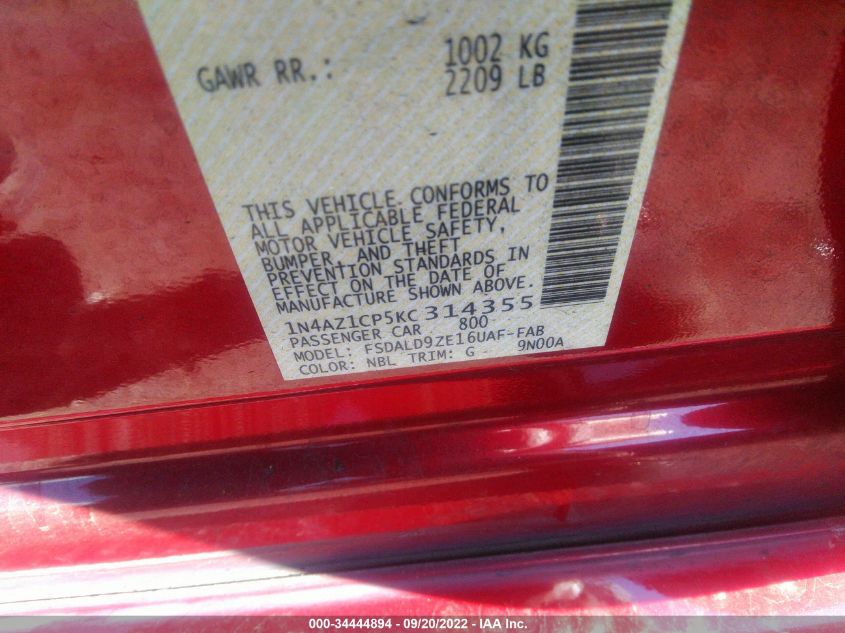 GAWR RR.: 1002 KG
2209 LB
THIS VEHICLE CONFORMS TO
ALL APPLICABLE FEDERAL
MOTOR VEHICLE SAFETY,
BUMPER, AND THEFT
PREVENTION STANDARDS IN
EFFECT ON THE DATE OF
MANUFACTURE SHOWN ABOVE.
1N4AZ1CP5KC 314355
PASSENGER CAR 800
MODEL: FSDALD9ZE16UAF-FAB
COLOR: NBL TRIM: G 9N00A
000-34444894 - 09/20/2022 - IAA Inc.